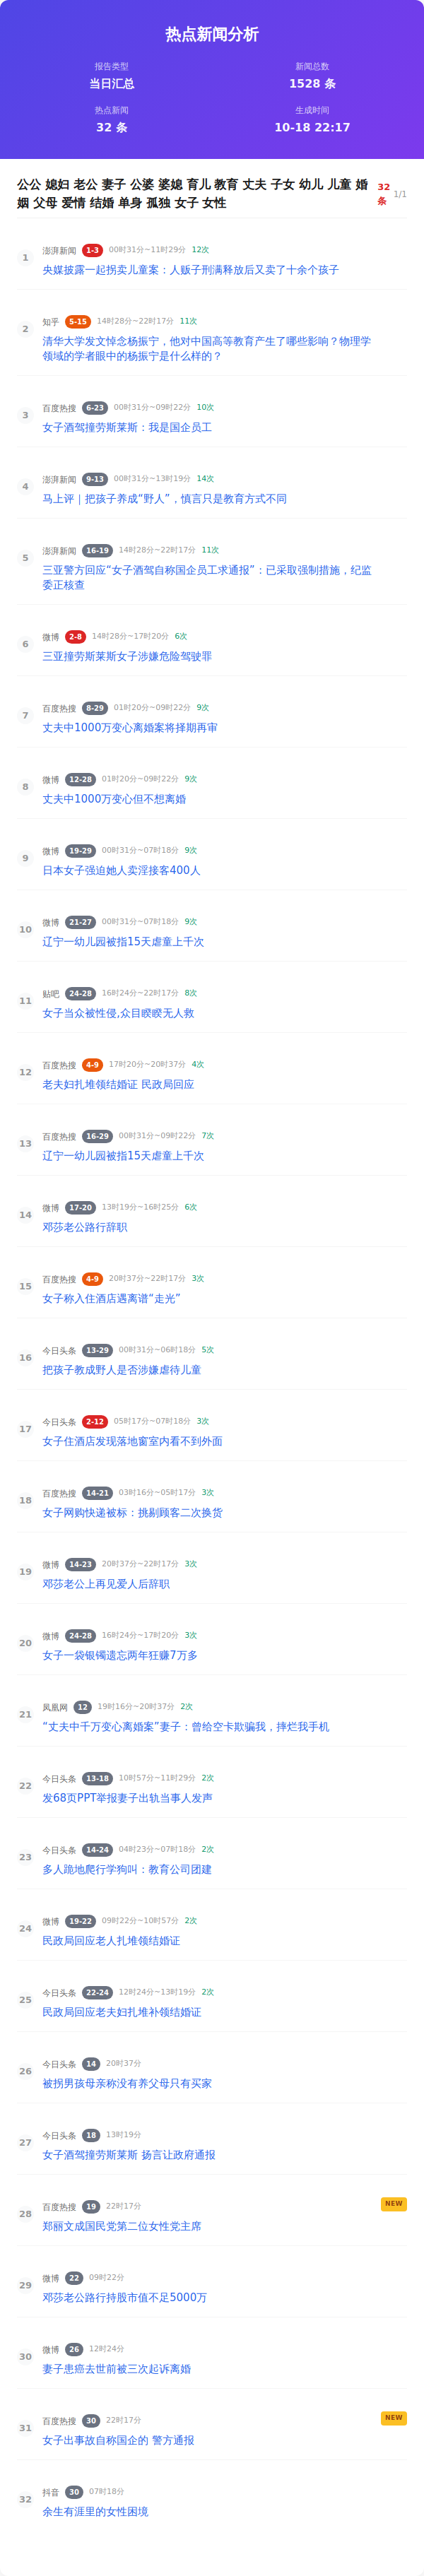 热点新闻分析
报告类型
当日汇总
新闻总数
1528 条
热点新闻
32 条
生成时间
10-18 22:17
公公 媳妇 老公 妻子 公婆 婆媳 育儿 教育 丈夫 子女 幼儿 儿童 婚
姻 父母 爱情 结婚 单身 孤独 女子 女性
32
条
1/1
1
澎湃新闻 1-3 00时31分~11时29分 12次
央媒披露一起拐卖儿童案：人贩子刑满释放后又卖了十余个孩子
2
知乎 5-15 14时28分~22时17分 11次
清华大学发文悼念杨振宁，他对中国高等教育产生了哪些影响？物理学
领域的学者眼中的杨振宁是什么样的？
3
百度热搜 6-23 00时31分~09时22分 10次
女子酒驾撞劳斯莱斯：我是国企员工
4
澎湃新闻 9-13 00时31分~13时19分 14次
马上评｜把孩子养成“野人”，慎言只是教育方式不同
5
澎湃新闻 16-19 14时28分~22时17分 11次
三亚警方回应“女子酒驾自称国企员工求通报”：已采取强制措施，纪监
委正核查
6
微博 2-8 14时28分~17时20分 6次
三亚撞劳斯莱斯女子涉嫌危险驾驶罪
7
百度热搜 8-29 01时20分~09时22分 9次
丈夫中1000万变心离婚案将择期再审
8
微博 12-28 01时20分~09时22分 9次
丈夫中1000万变心但不想离婚
9
微博 19-29 00时31分~07时18分 9次
日本女子强迫她人卖淫接客400人
10
微博 21-27 00时31分~07时18分 9次
辽宁一幼儿园被指15天虐童上千次
11
贴吧 24-28 16时24分~22时17分 8次
女子当众被性侵,众目睽睽无人救
12
百度热搜 4-9 17时20分~20时37分 4次
老夫妇扎堆领结婚证 民政局回应
13
百度热搜 16-29 00时31分~09时22分 7次
辽宁一幼儿园被指15天虐童上千次
14
微博 17-20 13时19分~16时25分 6次
邓莎老公路行辞职
15
百度热搜 4-9 20时37分~22时17分 3次
女子称入住酒店遇离谱“走光”
16
今日头条 13-29 00时31分~06时18分 5次
把孩子教成野人是否涉嫌虐待儿童
17
今日头条 2-12 05时17分~07时18分 3次
女子住酒店发现落地窗室内看不到外面
18
百度热搜 14-21 03时16分~05时17分 3次
女子网购快递被标：挑剔顾客二次换货
19
微博 14-23 20时37分~22时17分 3次
邓莎老公上再见爱人后辞职
20
微博 24-28 16时24分~17时20分 3次
女子一袋银镯遗忘两年狂赚7万多
21
凤凰网 12 19时16分~20时37分 2次
“丈夫中千万变心离婚案”妻子：曾给空卡欺骗我，摔烂我手机
22
今日头条 13-18 10时57分~11时29分 2次
发68页PPT举报妻子出轨当事人发声
23
今日头条 14-24 04时23分~07时18分 2次
多人跪地爬行学狗叫：教育公司团建
24
微博 19-22 09时22分~10时57分 2次
民政局回应老人扎堆领结婚证
25
今日头条 22-24 12时24分~13时19分 2次
民政局回应老夫妇扎堆补领结婚证
26
今日头条 14 20时37分
被拐男孩母亲称没有养父母只有买家
27
今日头条 18 13时19分
女子酒驾撞劳斯莱斯 扬言让政府通报
28
百度热搜 19 22时17分
NEW
郑丽文成国民党第二位女性党主席
29
微博 22 09时22分
邓莎老公路行持股市值不足5000万
30
微博 26 12时24分
妻子患癌去世前被三次起诉离婚
31
百度热搜 30 22时17分
NEW
女子出事故自称国企的 警方通报
32
抖音 30 07时18分
余生有涯里的女性困境